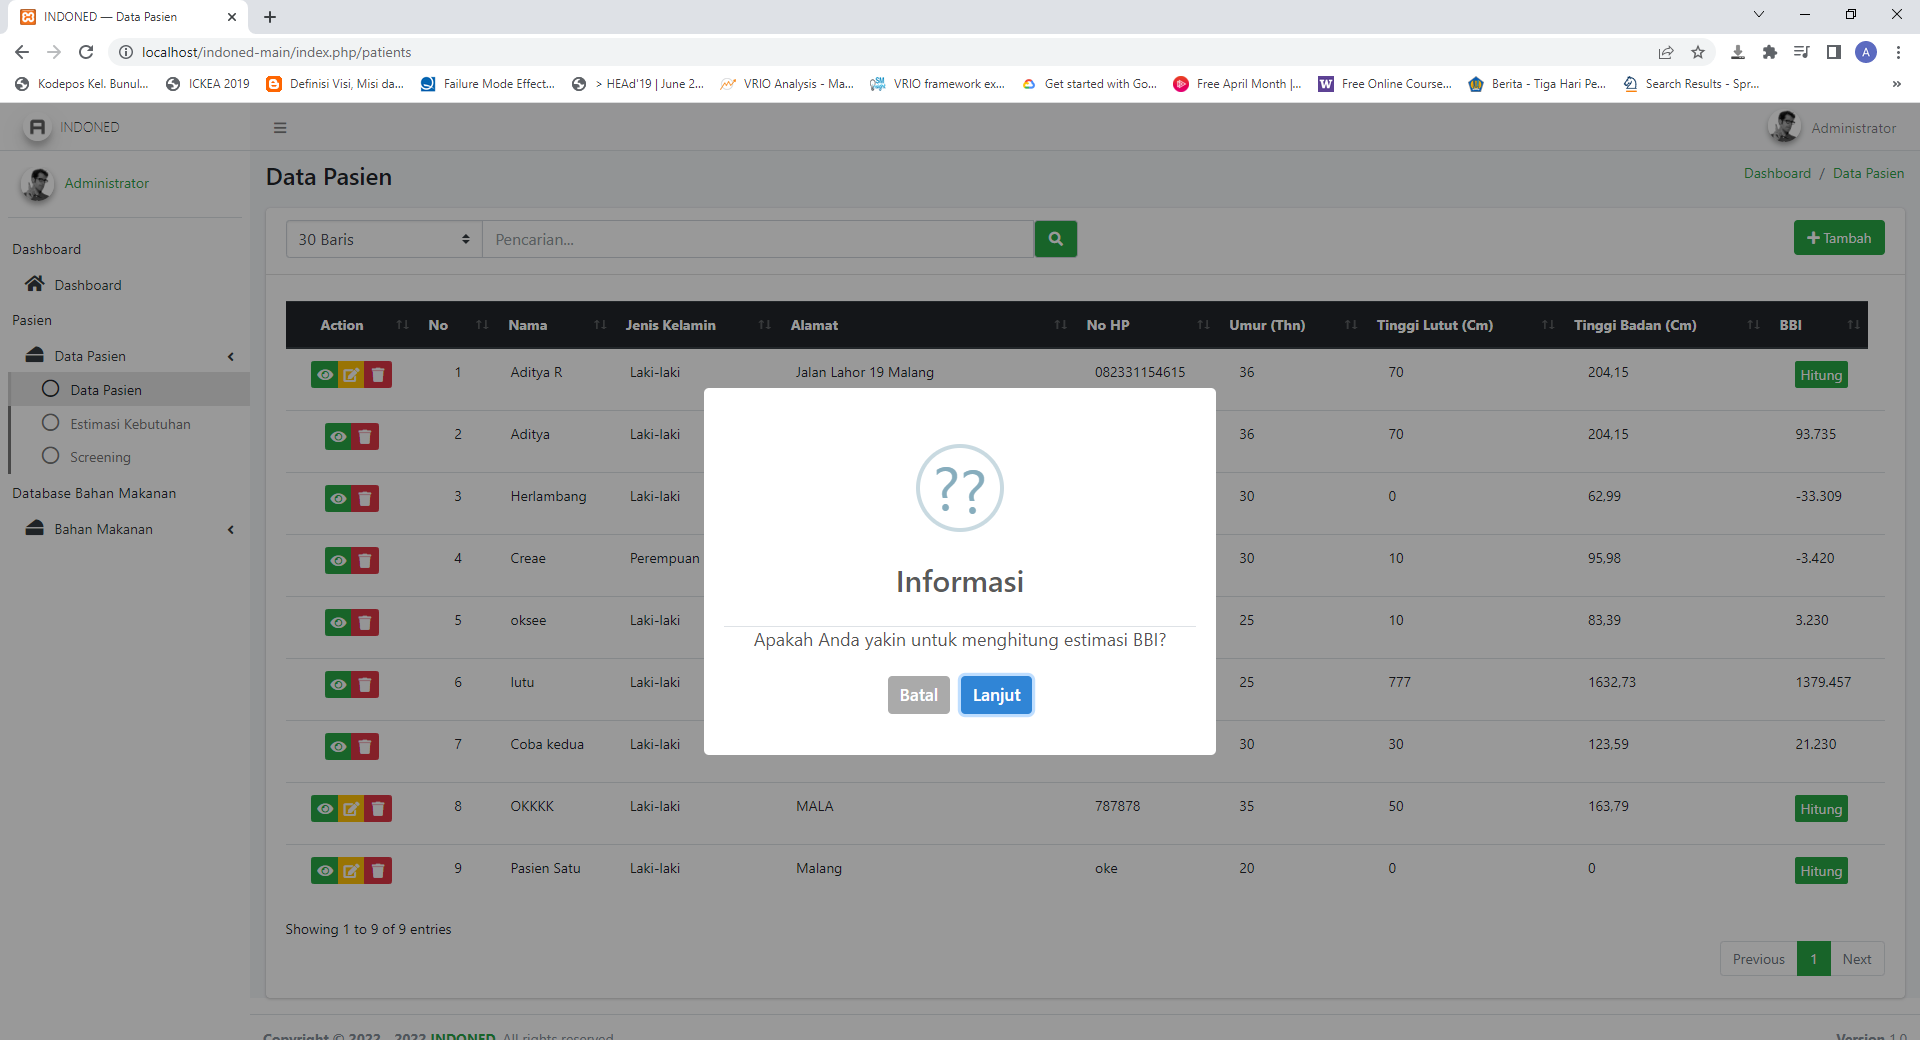 INDONED — Data Pasien
localhost/indoned-main/index.php/patients
A
Kodepos Kel. Bunul... ICKEA 2019 Definisi Visi, Misi da... Failure Mode Effect... > HEAd'19 | June 2... VRIO Analysis - Ma... VRIO framework ex... Get started with Go... Free April Month |... Free Online Course... Berita - Tiga Hari Pe... Search Results - Spr... »
INDONED
Administrator
Administrator
Data Pasien
Dashboard / Data Pasien
Dashboard
Dashboard
Pasien
Data Pasien
Data Pasien
Estimasi Kebutuhan
Screening
Database Bahan Makanan
Bahan Makanan
30 Baris Pencarian... Tambah
Action No Nama Jenis Kelamin Alamat No HP Umur (Thn) Tinggi Lutut (Cm) Tinggi Badan (Cm) BBI
1 Aditya R Laki-laki Jalan Lahor 19 Malang 082331154615 36 70 204,15 Hitung
2 Aditya Laki-laki 36 70 204,15 93.735
3 Herlambang Laki-laki 30 0 62,99 -33.309
4 Creae Perempuan 30 10 95,98 -3.420
5 oksee Laki-laki 25 10 83,39 3.230
6 lutu Laki-laki 25 777 1632,73 1379.457
7 Coba kedua Laki-laki 30 30 123,59 21.230
8 OKKKK Laki-laki MALA 787878 35 50 163,79 Hitung
9 Pasien Satu Laki-laki Malang oke 20 0 0 Hitung
??
Informasi
Apakah Anda yakin untuk menghitung estimasi BBI?
Batal Lanjut
Showing 1 to 9 of 9 entries
Previous 1 Next
Copyright © 2022 - 2022 INDONED. All rights reserved.
Version 1.0